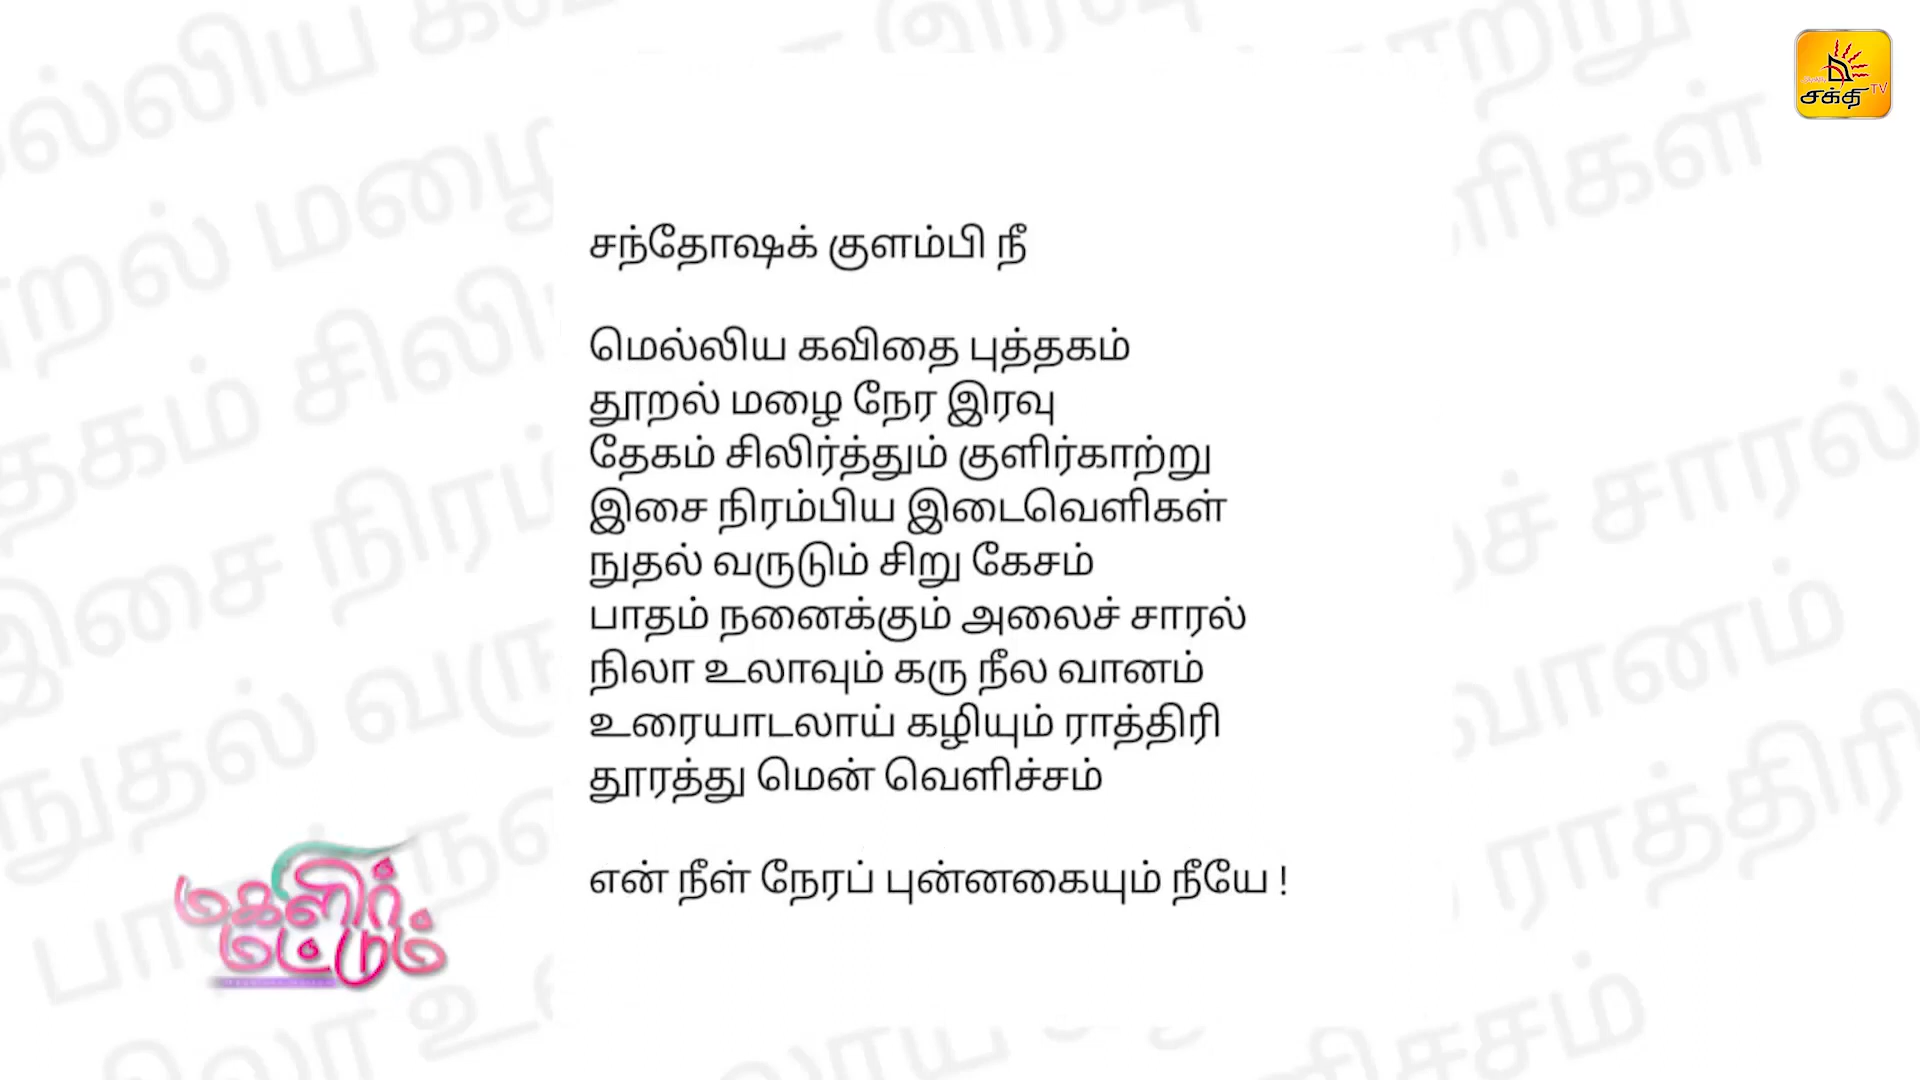 சக்தி TV
சந்தோஷக் குளம்பி நீ
மெல்லிய கவிதை புத்தகம்
தூறல் மழை நேர இரவு
தேகம் சிலிர்த்தும் குளிர்காற்று
இசை நிரம்பிய இடைவெளிகள்
நுதல் வருடும் சிறு கேசம்
பாதம் நனைக்கும் அலைச் சாரல்
நிலா உலாவும் கரு நீல வானம்
உரையாடலாய் கழியும் ராத்திரி
தூரத்து மென் வெளிச்சம்
என் நீள் நேரப் புன்னகையும் நீயே !
மகளிர்
மட்டும்